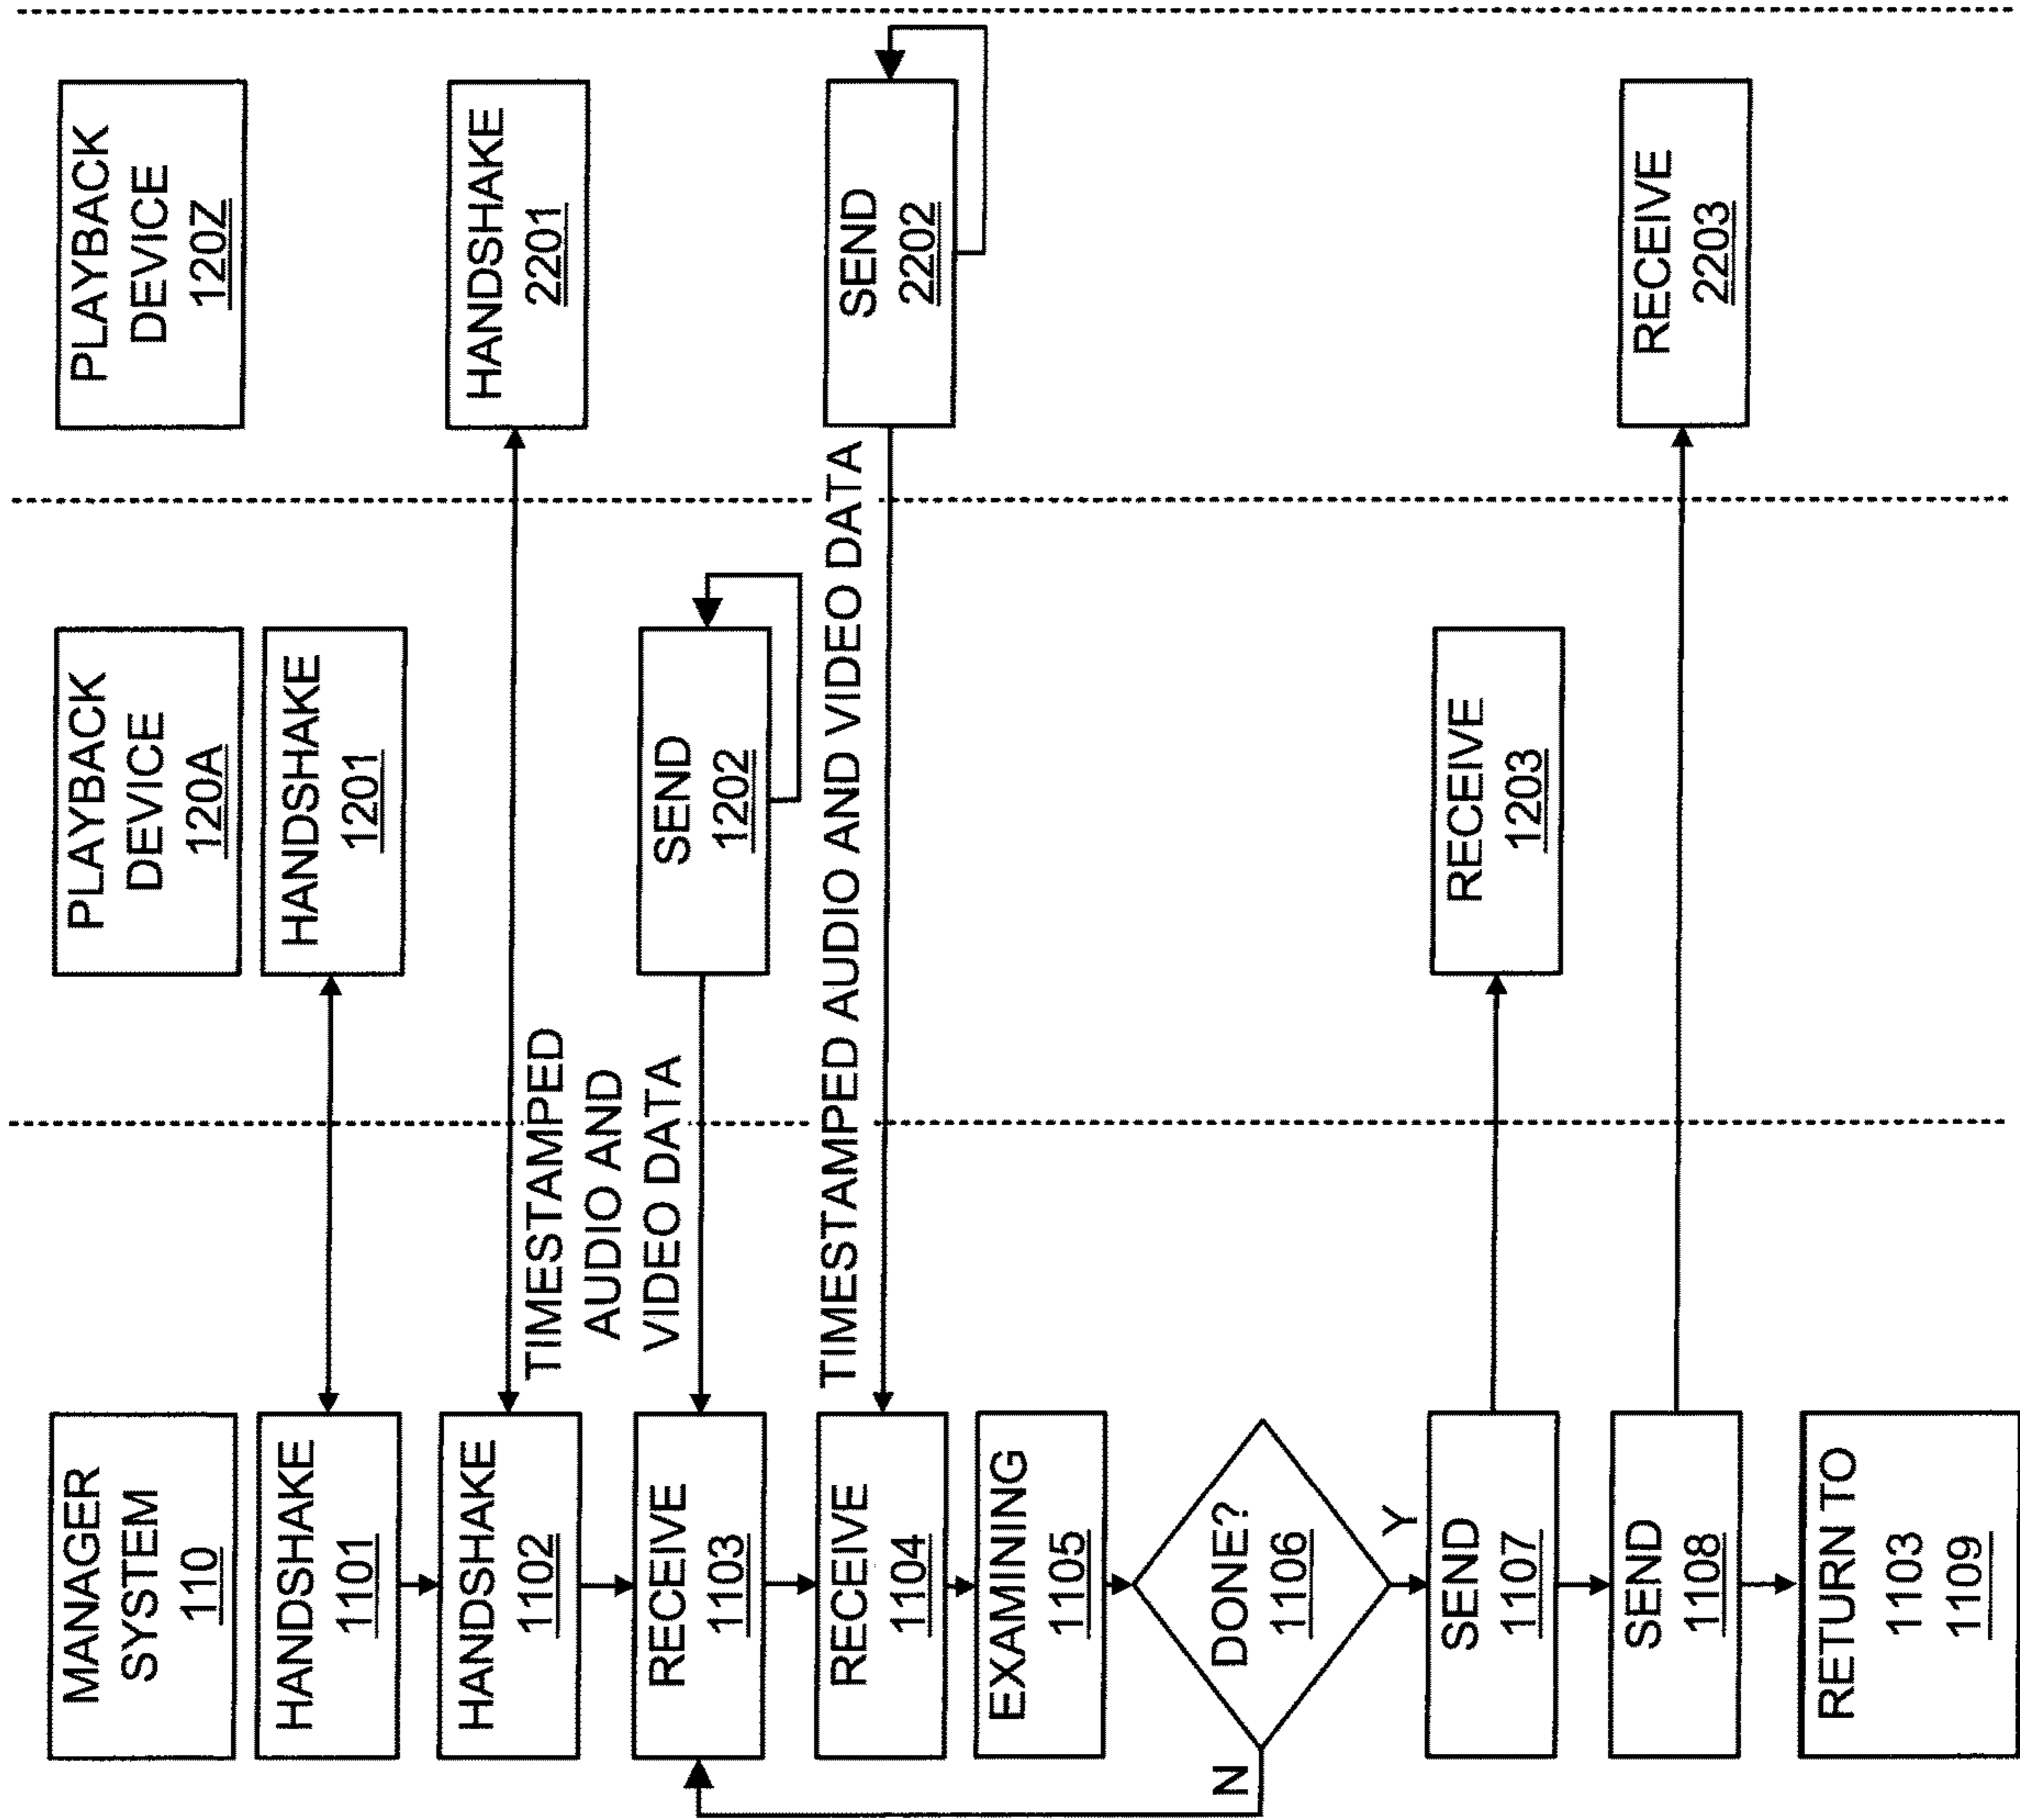 MANAGER
SYSTEM
110
HANDSHAKE
1101
HANDSHAKE
1102
RECEIVE
1103
RECEIVE
1104
EXAMINING
1105
DONE?
1106
N
Y
SEND
1107
SEND
1108
RETURN TO
1103
1109
TIMESTAMPED
AUDIO AND
VIDEO DATA
TIMESTAMPED AUDIO AND VIDEO DATA
PLAYBACK
DEVICE
120A
HANDSHAKE
1201
SEND
1202
RECEIVE
1203
PLAYBACK
DEVICE
120Z
HANDSHAKE
2201
SEND
2202
RECEIVE
2203